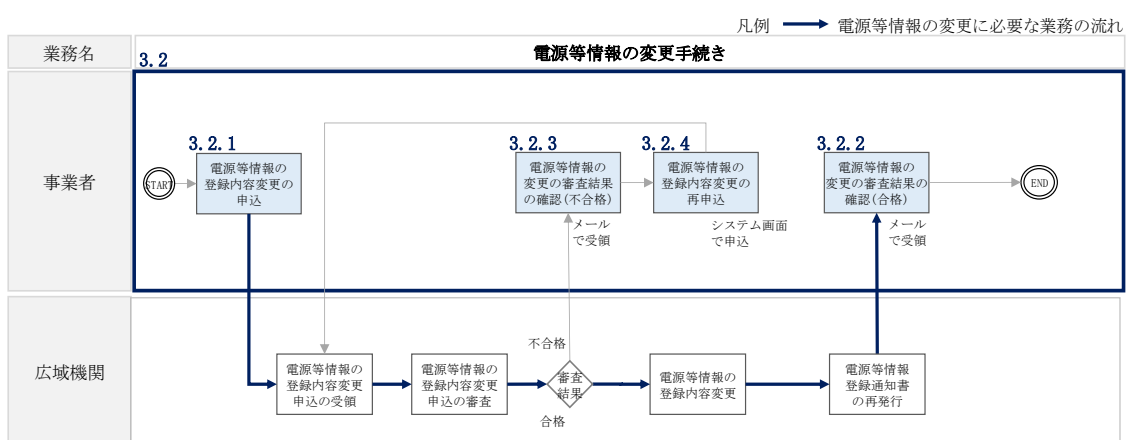 凡例 電源等情報の変更に必要な業務の流れ
業務名
3.2
電源等情報の変更手続き
事業者
START
3.2.1
電源等情報の
登録内容変更の
申込
3.2.3
電源等情報の
変更の審査結果
の確認(不合格)
メール
で受領
3.2.4
電源等情報の
登録内容変更の
再申込
システム画面
で申込
3.2.2
電源等情報の
変更の審査結果の
確認(合格)
メール
で受領
END
広域機関
電源等情報の
登録内容変更
申込の受領
電源等情報の
登録内容変更
申込の審査
不合格
審査
結果
合格
電源等情報の
登録内容変更
電源等情報
登録通知書
の再発行